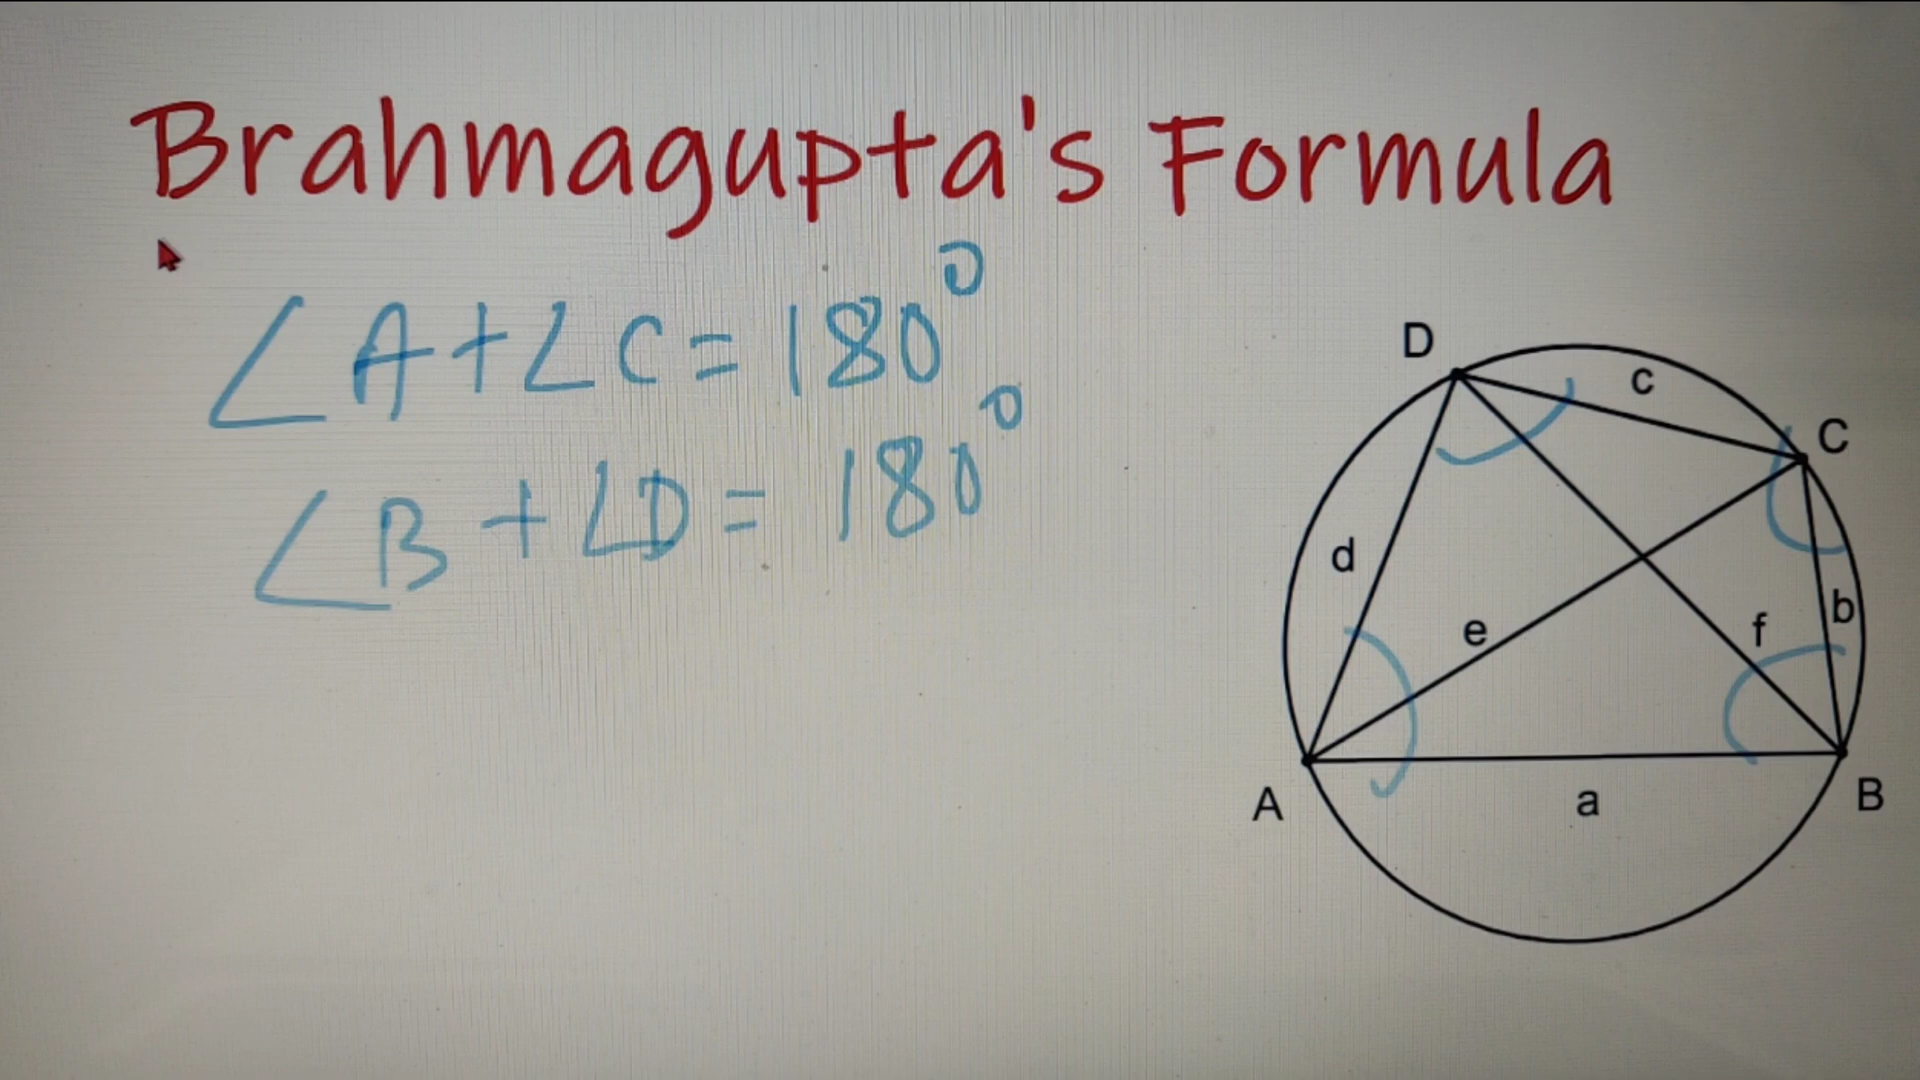 Brahmagupta's Formula
∠A+∠C=180°
∠B+∠D=180°
D
c
C
d
b
e
f
A
a
B